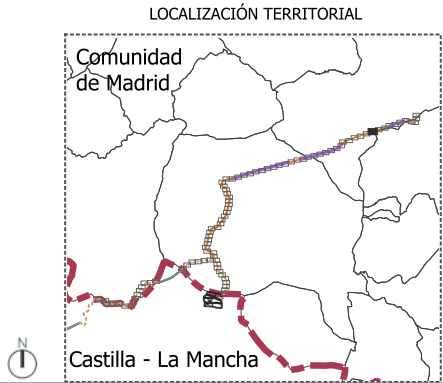 LOCALIZACIÓN TERRITORIAL
Comunidad
de Madrid
N
Castilla - La Mancha